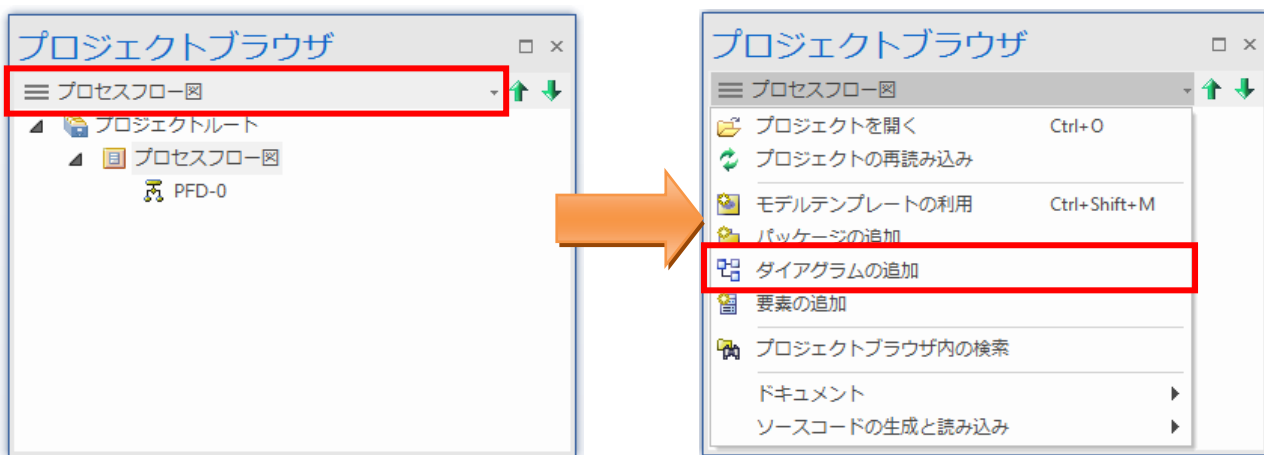 プロジェクトブラウザ
プロセスフロー図
プロジェクトルート
プロセスフロー図
PFD-0
プロジェクトブラウザ
プロセスフロー図
プロジェクトを開く Ctrl+O
プロジェクトの再読み込み
モデルテンプレートの利用 Ctrl+Shift+M
パッケージの追加
ダイアグラムの追加
要素の追加
プロジェクトブラウザ内の検索
ドキュメント
ソースコードの生成と読み込み